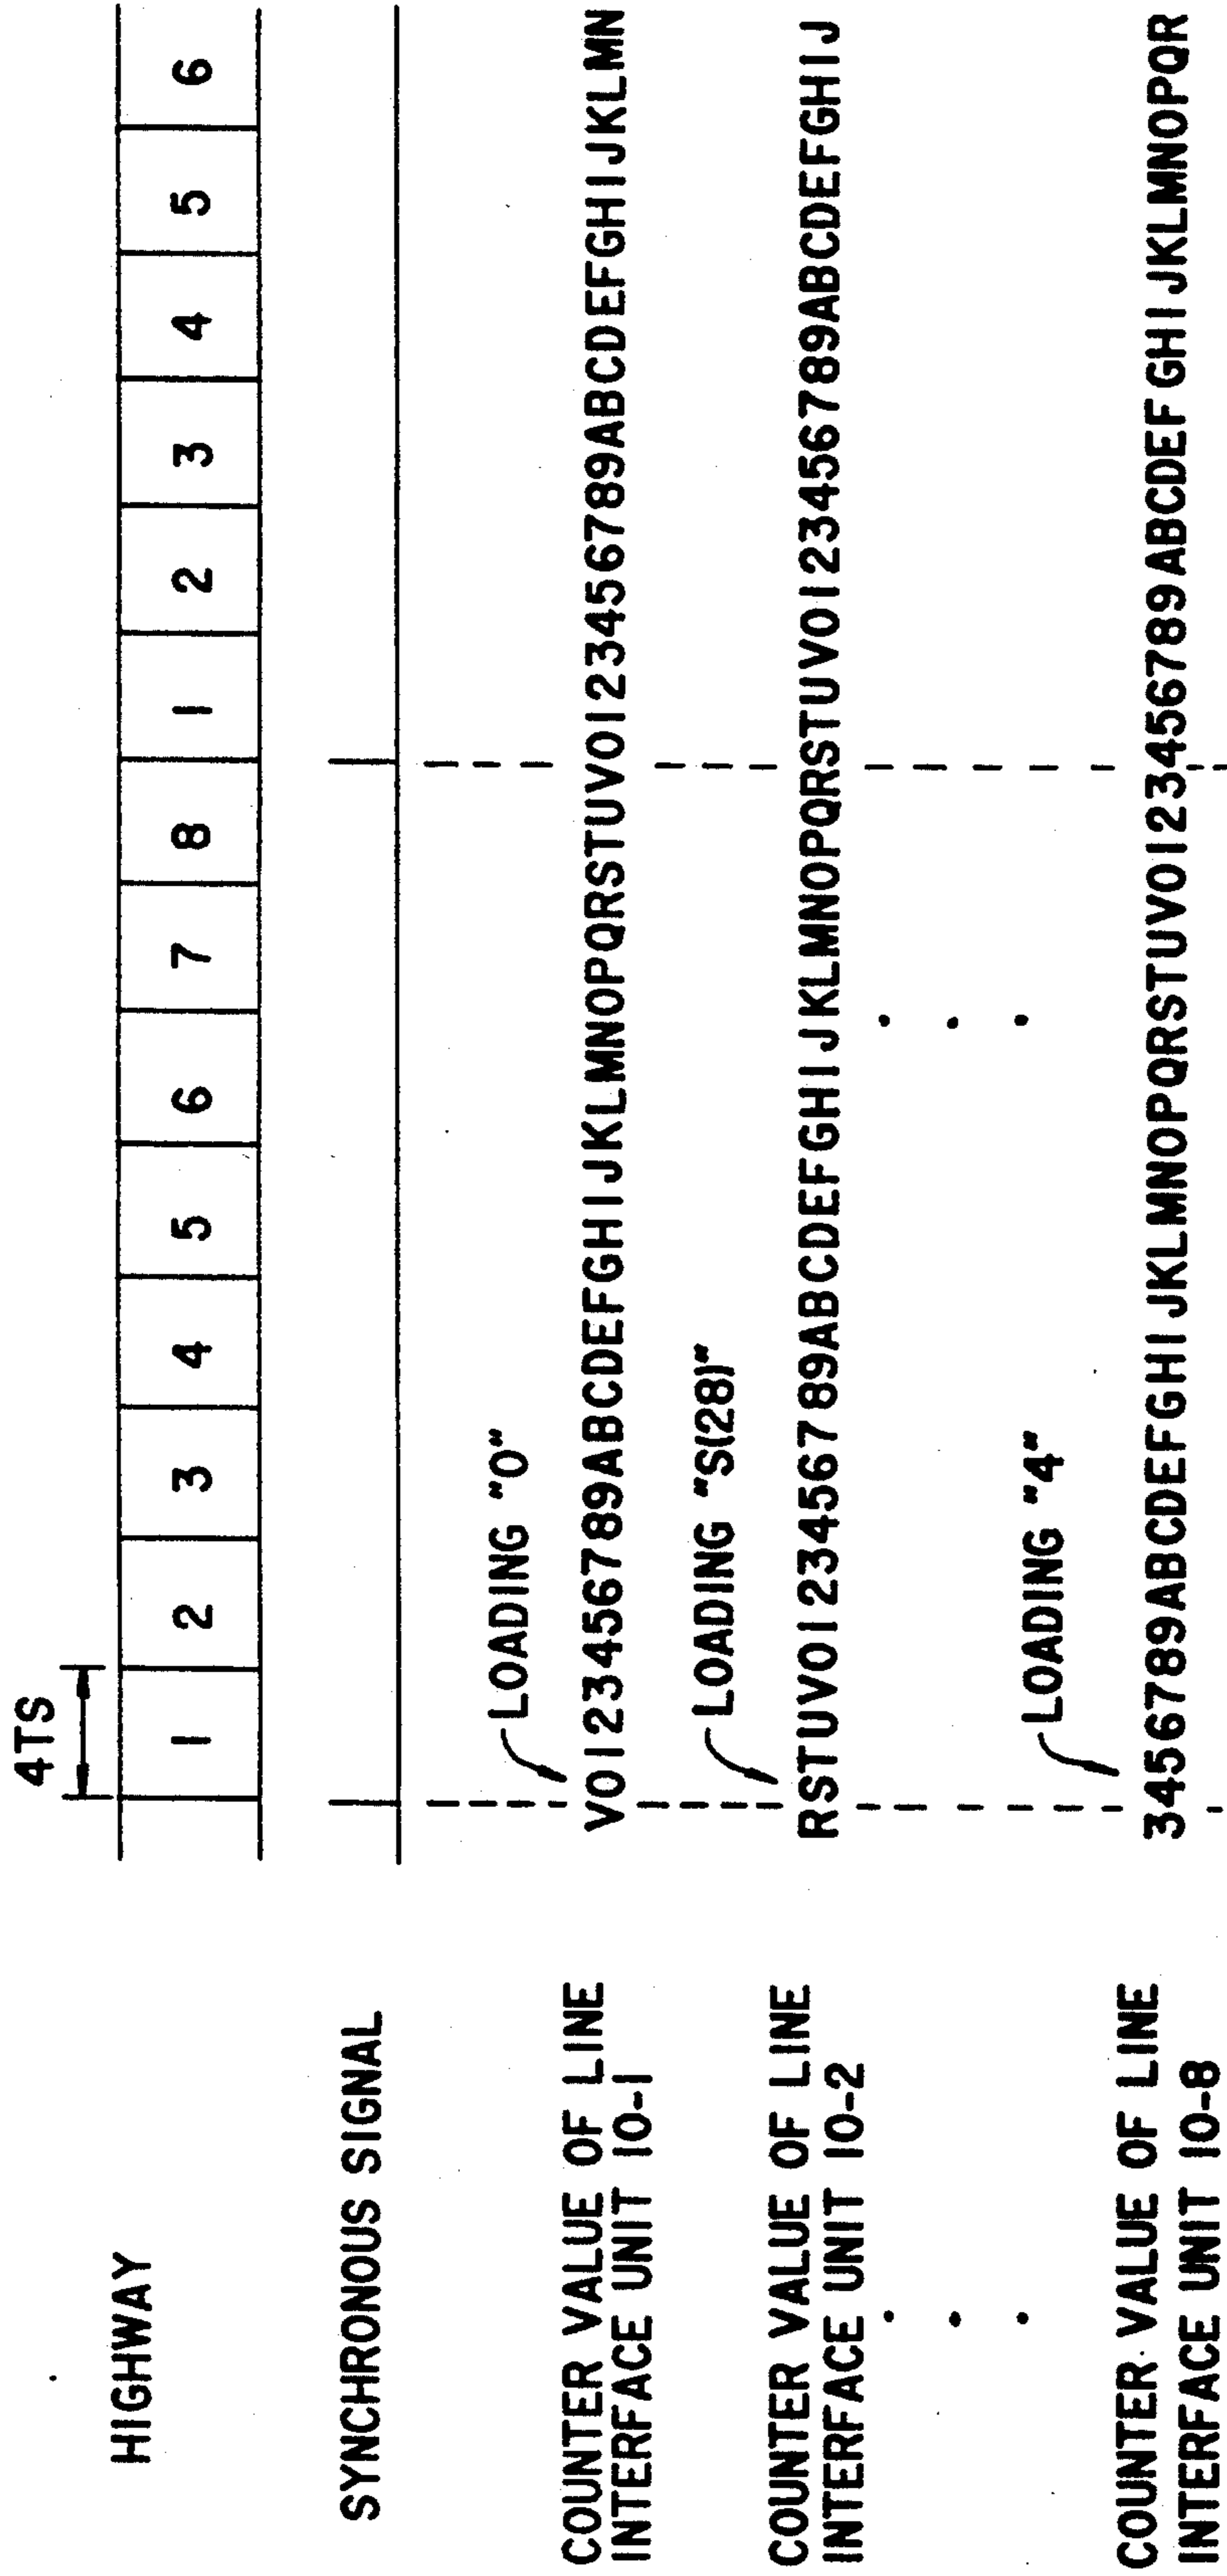 4TS
HIGHWAY
1 2 3 4 5 6 7 8 1 2 3 4 5 6
SYNCHRONOUS SIGNAL
LOADING "0"
COUNTER VALUE OF LINE
INTERFACE UNIT 10-1
V0123456789ABCDEFGHIJKLMNOPQRSTUV0123456789ABCDEFGHIJKLMN
LOADING "S(28)"
COUNTER VALUE OF LINE
INTERFACE UNIT 10-2
RSTUV0123456789ABCDEFGHIJKLMNOPQRSTUV0123456789ABCDEFGHIJ
LOADING "4"
COUNTER VALUE OF LINE
INTERFACE UNIT 10-8
3456789ABCDEFGHIJKLMNOPQRSTUV0123456789ABCDEFGHIJKLMNOPQR